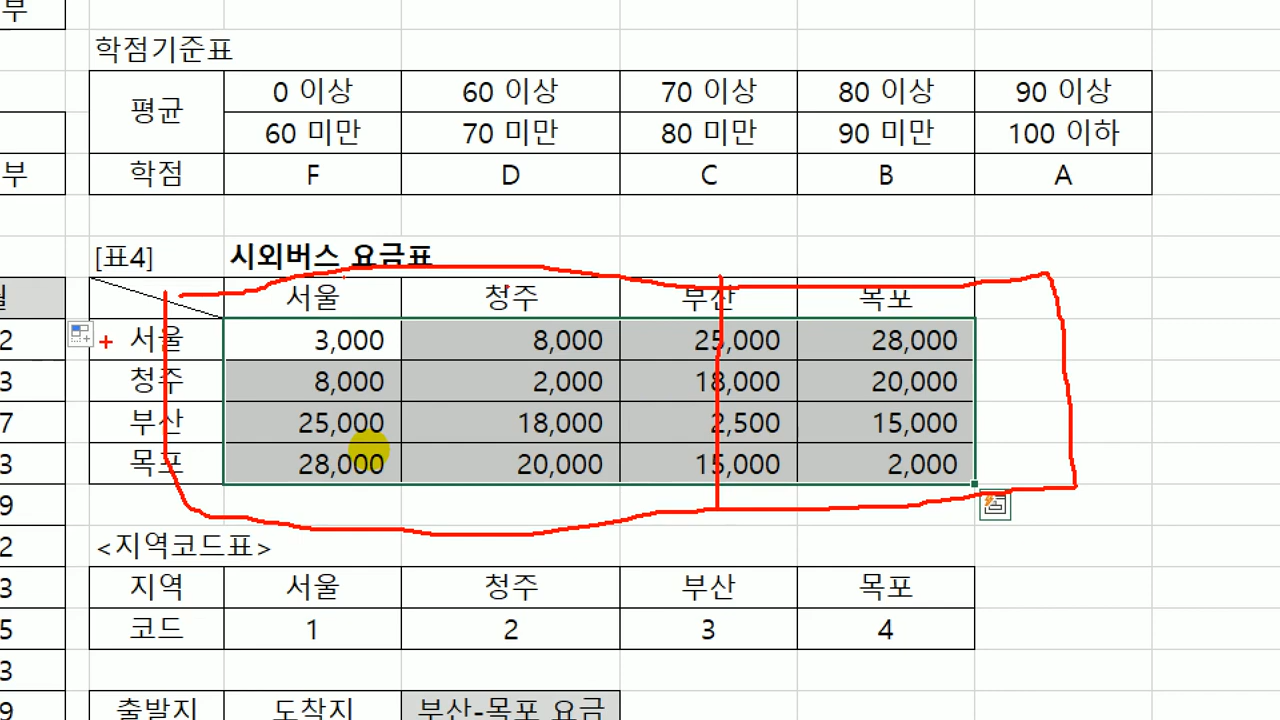 부
학점기준표
평균 0 이상 60 이상 70 이상 80 이상 90 이상
60 미만 70 미만 80 미만 90 미만 100 이하
부 학점 F D C B A
[표4] 시외버스 요금표
서울 청주 부산 목포
2 서울 3,000 8,000 25,000 28,000
3 청주 8,000 2,000 18,000 20,000
7 부산 25,000 18,000 2,500 15,000
3 목포 28,000 20,000 15,000 2,000
9
2 <지역코드표>
3 지역 서울 청주 부산 목포
5 코드 1 2 3 4
3
9 출발지 도착지 부산-목포 요금